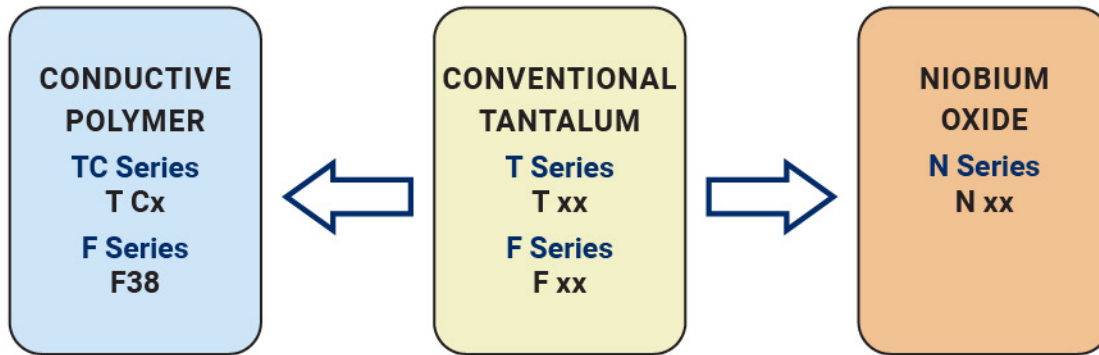 CONDUCTIVE
POLYMER
TC Series
T Cx
F Series
F38
CONVENTIONAL
TANTALUM
T Series
T xx
F Series
F xx
NIOBIUM
OXIDE
N Series
N xx